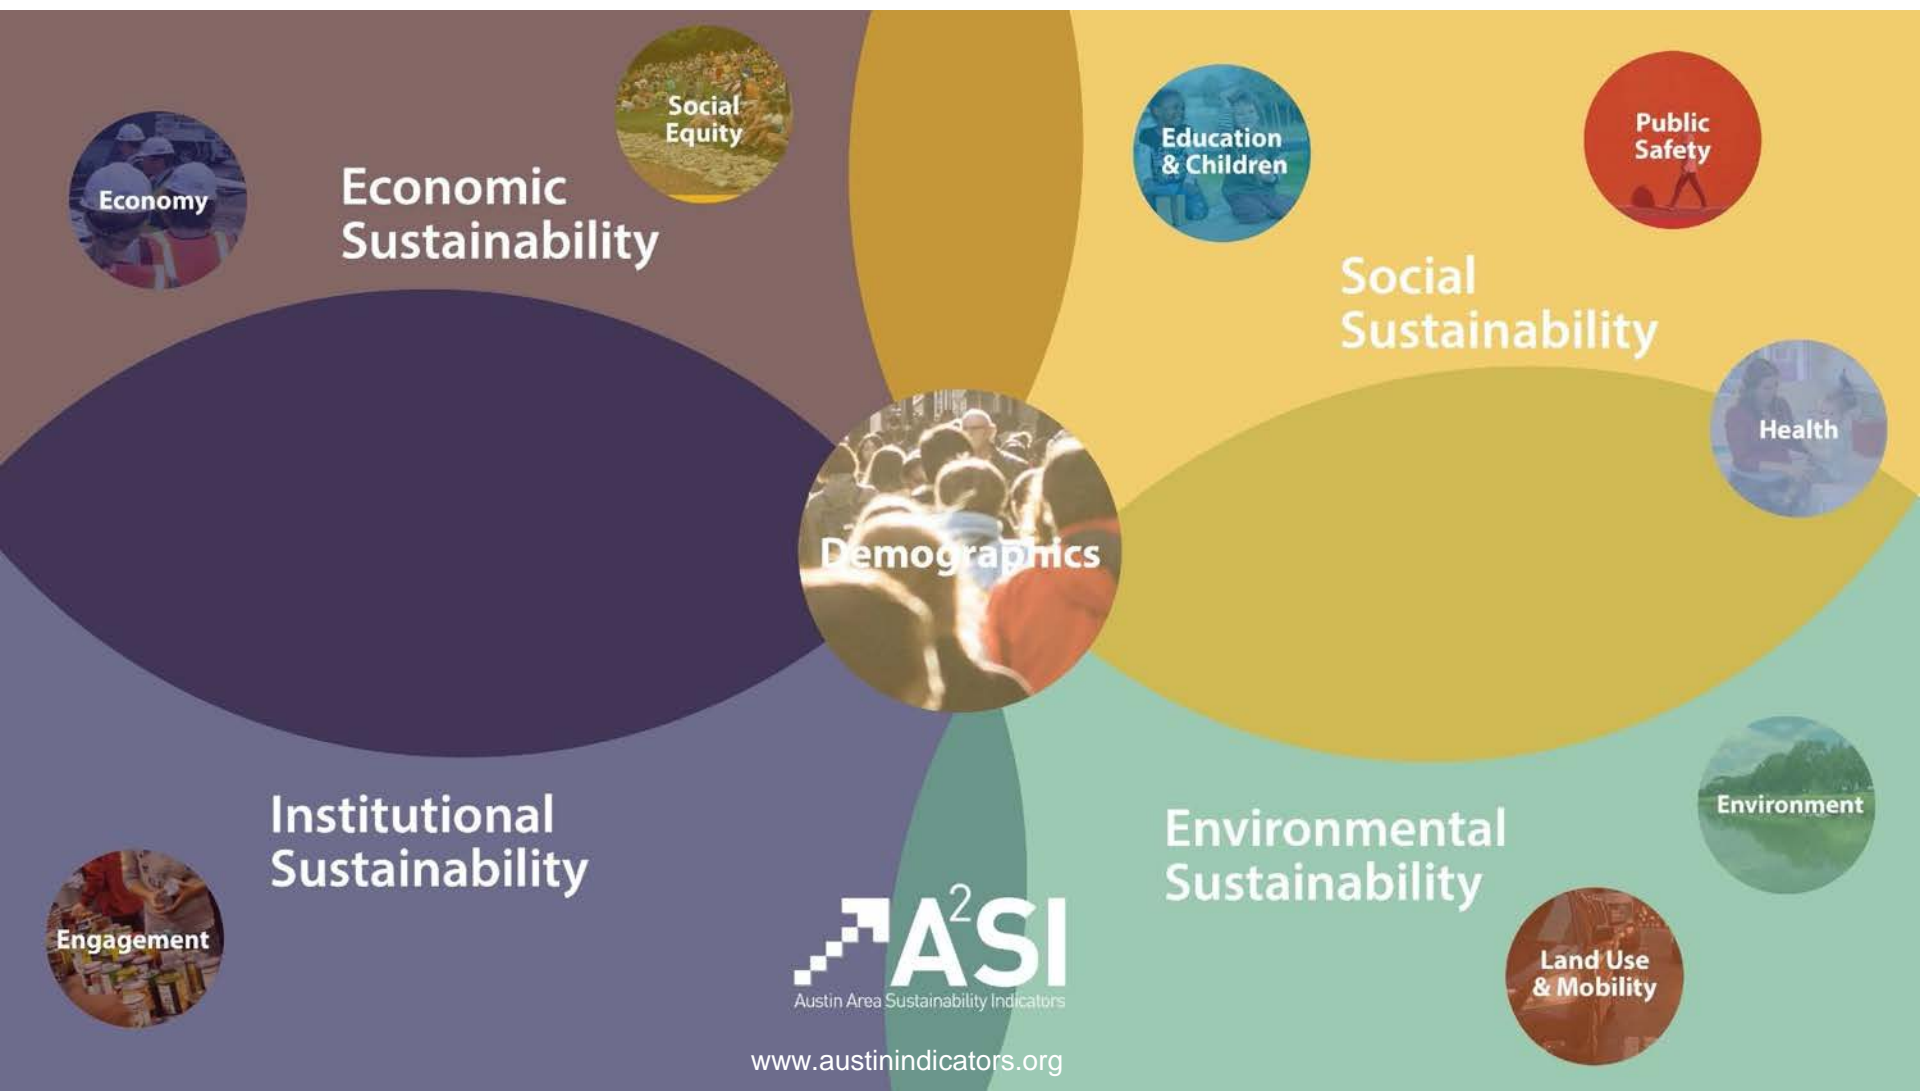 Social
Equity
Economy
Economic
Sustainability
Education
& Children
Public
Safety
Social
Sustainability
Health
Demographics
Institutional
Sustainability
Engagement
Environmental
Sustainability
Environment
Land Use
& Mobility
A²SI
Austin Area Sustainability Indicators
www.austinindicators.org